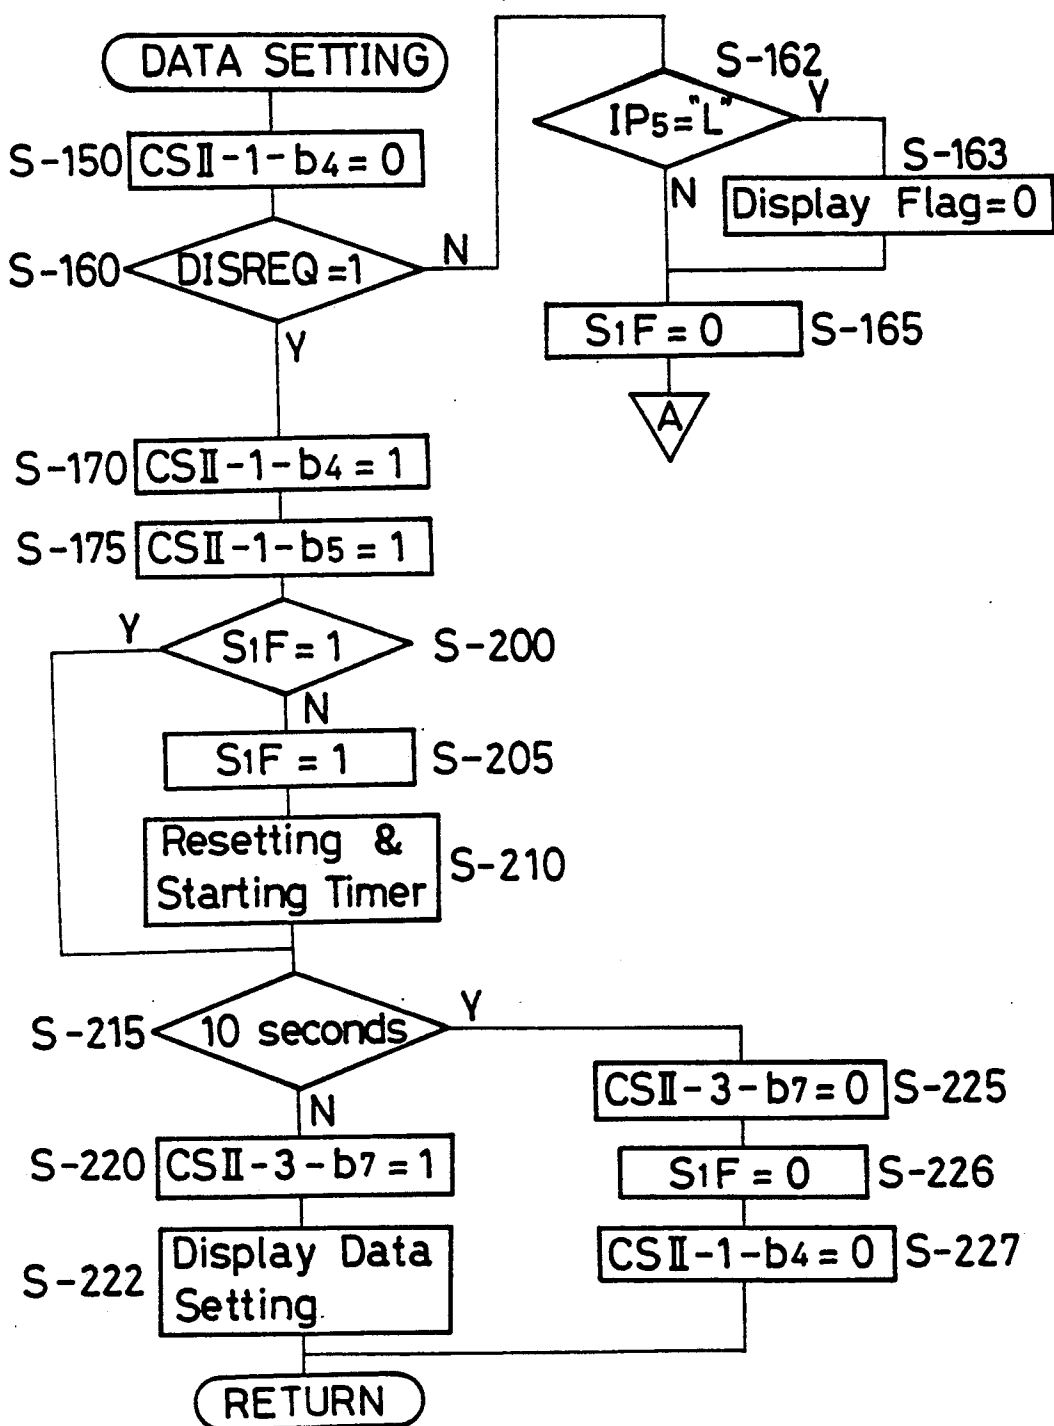 DATA SETTING
S-150 CSⅡ-1-b4=0
S-160 DISREQ=1
N
Y
S-162
IP5="L"
Y
N
S-163
Display Flag=0
S1F=0 S-165
A
S-170 CSⅡ-1-b4=1
S-175 CSⅡ-1-b5=1
Y
S1F=1 S-200
N
S1F=1 S-205
Resetting &
Starting Timer
S-210
S-215 10 seconds
Y
N
S-220 CSⅡ-3-b7=1
S-222
Display Data
Setting
CSⅡ-3-b7=0 S-225
S1F=0 S-226
CSⅡ-1-b4=0 S-227
RETURN